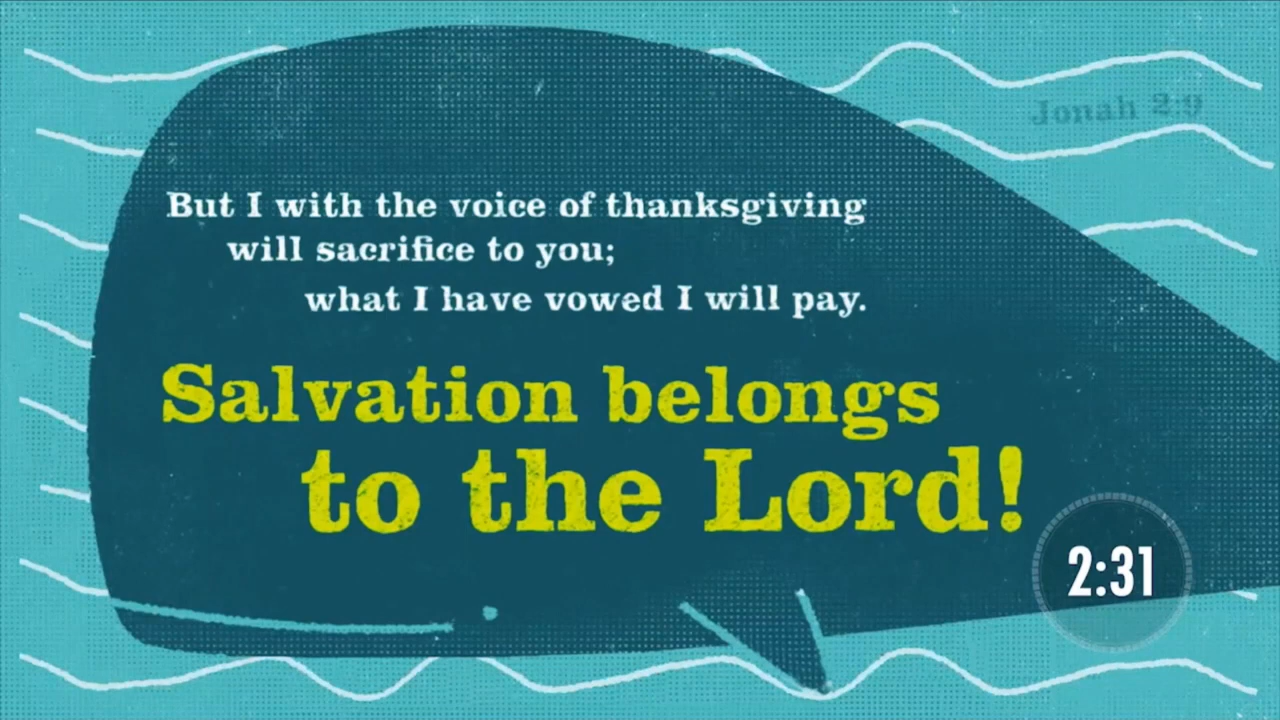 Jonah 2:9
But I with the voice of thanksgiving
will sacrifice to you;
what I have vowed I will pay.
Salvation belongs
to the Lord!
2:31